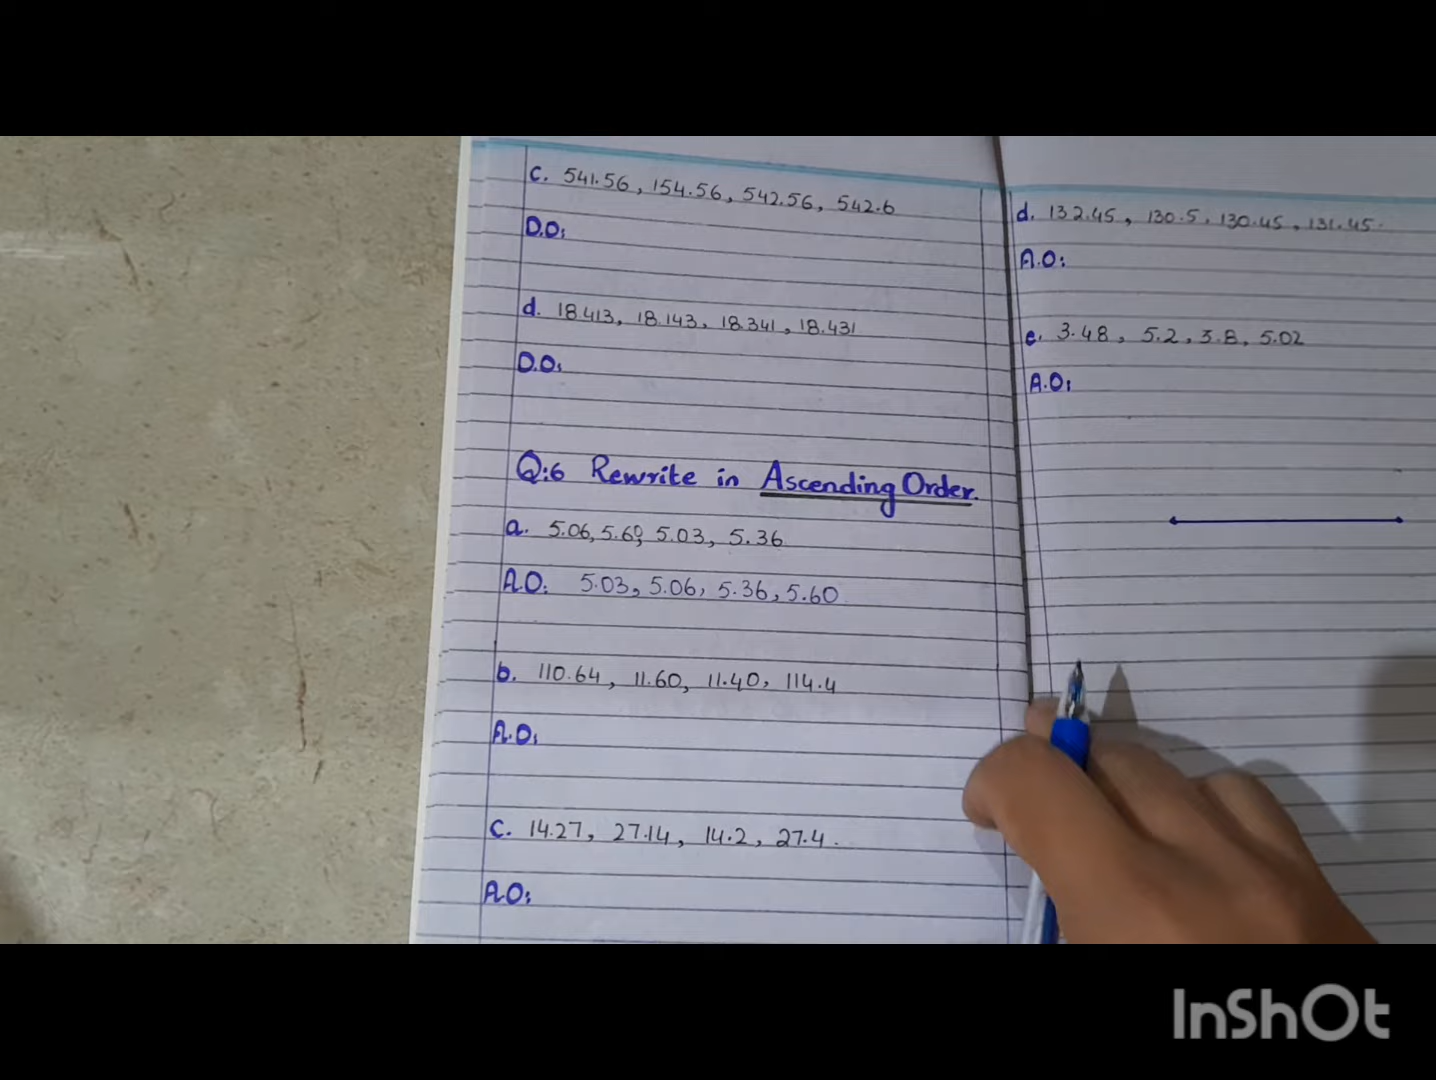 c. 541.56, 154.56, 542.56, 542.6
D.O:
d. 18.413, 18.143, 18.341, 18.431
D.O:
Q:6 Rewrite in Ascending Order.
a. 5.06, 5.60, 5.03, 5.36
A.O: 5.03, 5.06, 5.36, 5.60
b. 110.64, 11.60, 11.40, 114.4
A.O:
c. 14.27, 27.14, 14.2, 27.4.
A.O:
d. 132.45, 130.5, 130.45, 131.45.
A.O:
e. 3.48, 5.2, 3.8, 5.02
A.O:
InShOt